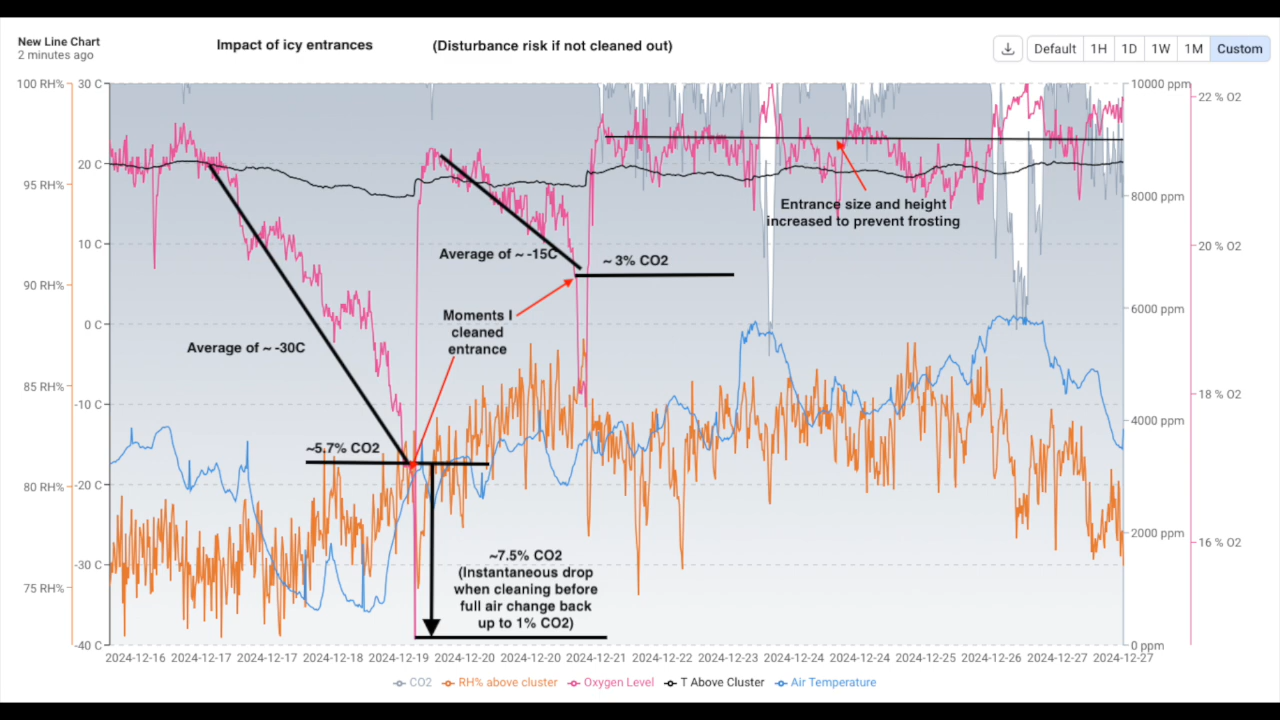 New Line Chart
2 minutes ago
Impact of icy entrances
(Disturbance risk if not cleaned out)
Default 1H 1D 1W 1M Custom
100 RH%
95 RH%
90 RH%
85 RH%
80 RH%
75 RH%
30 C
20 C
10 C
0 C
-10 C
-20 C
-30 C
-40 C
10000 ppm
8000 ppm
6000 ppm
4000 ppm
2000 ppm
0 ppm
22 % O2
20 % O2
18 % O2
16 % O2
Entrance size and height
increased to prevent frosting
Average of ~ -15C
~ 3% CO2
Moments I
cleaned
entrance
Average of ~ -30C
~5.7% CO2
~7.5% CO2
(Instantaneous drop
when cleaning before
full air change back
up to 1% CO2)
2024-12-16 2024-12-17 2024-12-17 2024-12-18 2024-12-19 2024-12-20 2024-12-20 2024-12-21 2024-12-22 2024-12-23 2024-12-24 2024-12-24 2024-12-25 2024-12-26 2024-12-27 2024-12-27
CO2 RH% above cluster Oxygen Level T Above Cluster Air Temperature